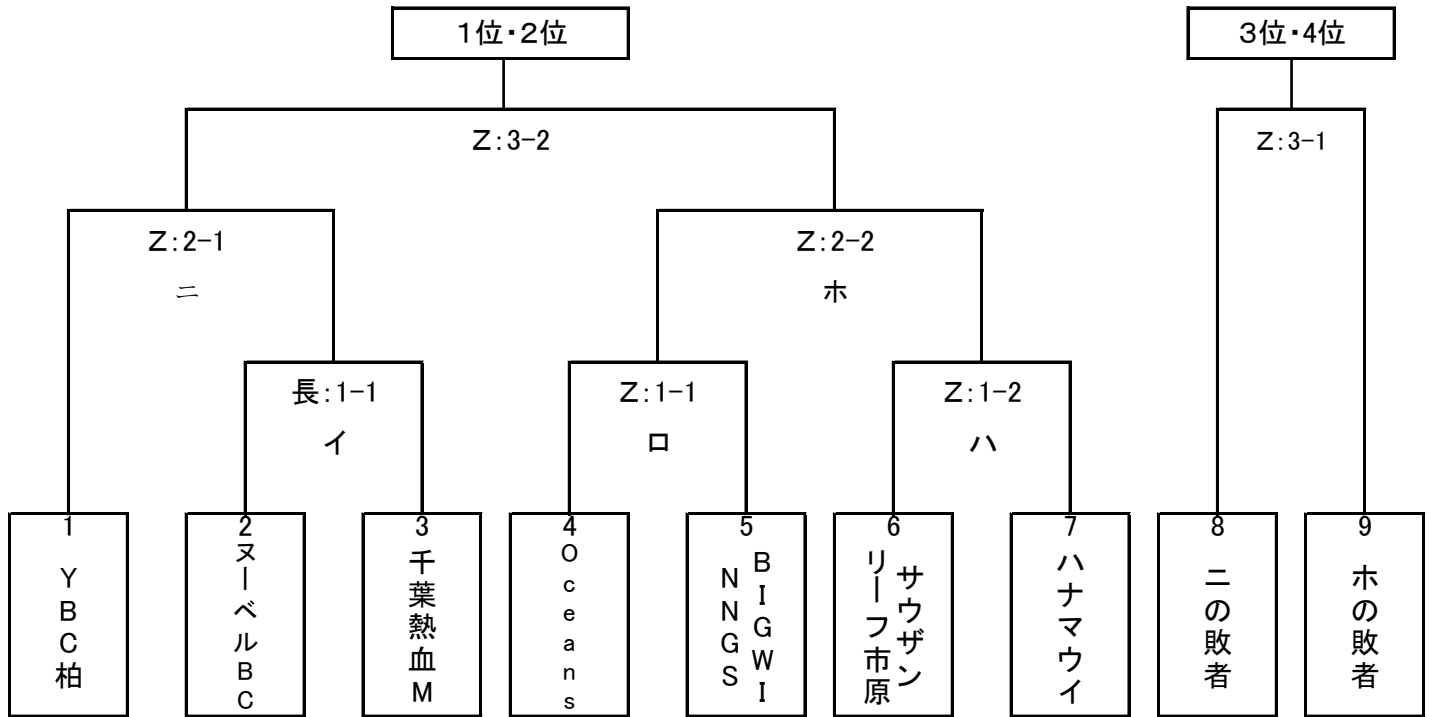 1位・2位
3位・4位
Z:3-2
Z:3-1
Z:2-1
Z:2-2
ニ
ホ
長:1-1
Z:1-1
Z:1-2
イ
ロ
ハ
1
YBC柏
2
ヌーベルBC
3
千葉熱血M
4
Oceans
5
BIGWI
NNGS
6
サウザン
リーフ市原
7
ハナマウイ
8
ニの敗者
9
ホの敗者